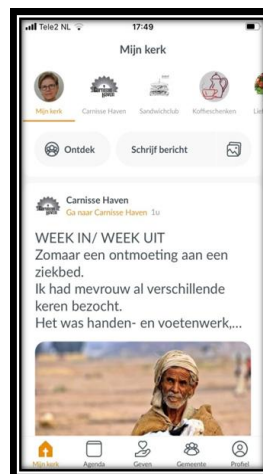 Tele2 NL 17:49
Mijn kerk
Mijn kerk Carnisse Haven Sandwichclub Koffieschenken
Ontdek Schrijf bericht
Carnisse Haven
Ga naar Carnisse Haven 1u
WEEK IN/ WEEK UIT
Zomaar een ontmoeting aan een
ziekbed.
Ik had mevrouw al verschillende
keren bezocht.
Het was handen- en voetenwerk,...
Mijn kerk Agenda Geven Gemeente Profiel